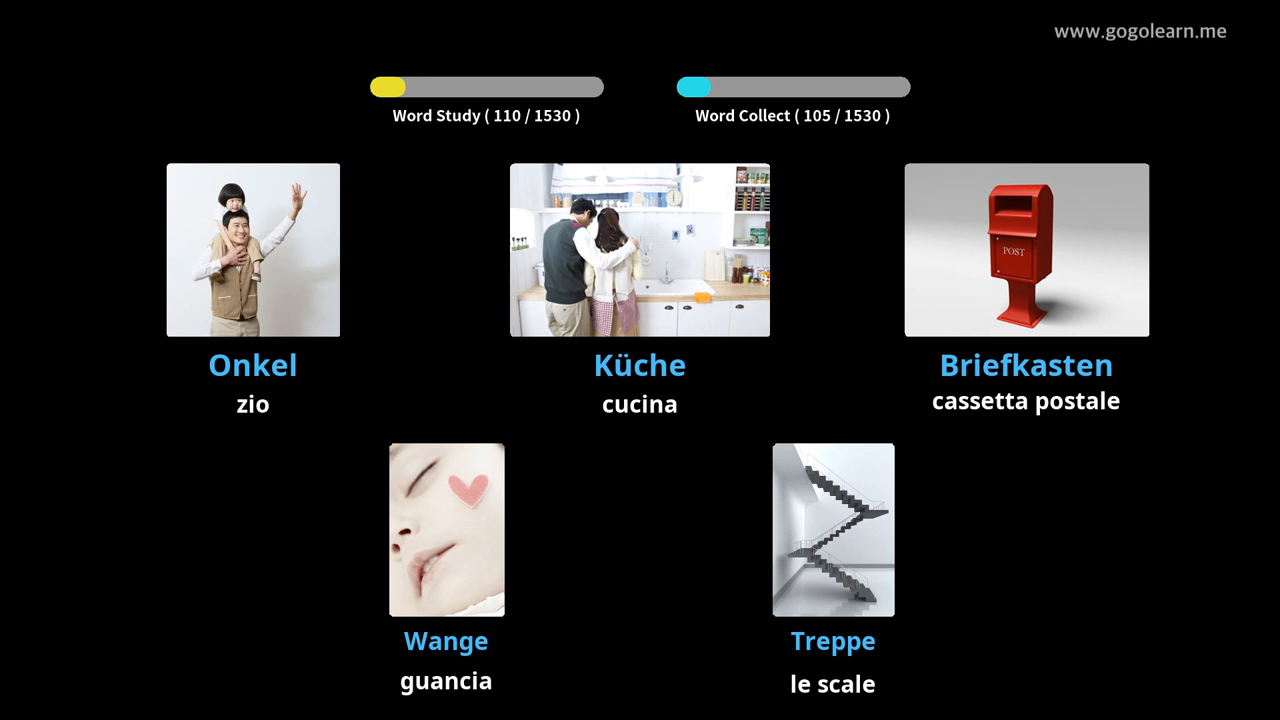 www.gogolearn.me
Word Study ( 110 / 1530 )
Word Collect ( 105 / 1530 )
POST
Onkel
zio
Küche
cucina
Briefkasten
cassetta postale
Wange
guancia
Treppe
le scale